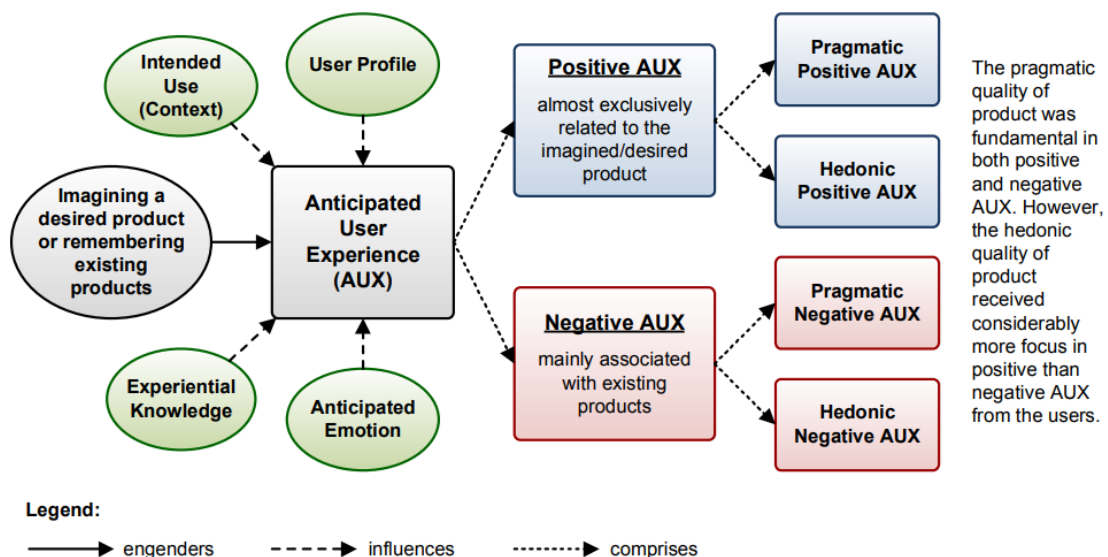 Intended
Use
(Context)
User Profile
Imagining a
desired product
or remembering
existing
products
Experiential
Knowledge
Anticipated
Emotion
Anticipated
User
Experience
(AUX)
Positive AUX
almost exclusively
related to the
imagined/desired
product
Negative AUX
mainly associated
with existing
products
Pragmatic
Positive AUX
Hedonic
Positive AUX
Pragmatic
Negative AUX
Hedonic
Negative AUX
The pragmatic
quality of
product was
fundamental in
both positive
and negative
AUX. However,
the hedonic
quality of
product
received
considerably
more focus in
positive than
negative AUX
from the users.
Legend:
engenders
influences
comprises